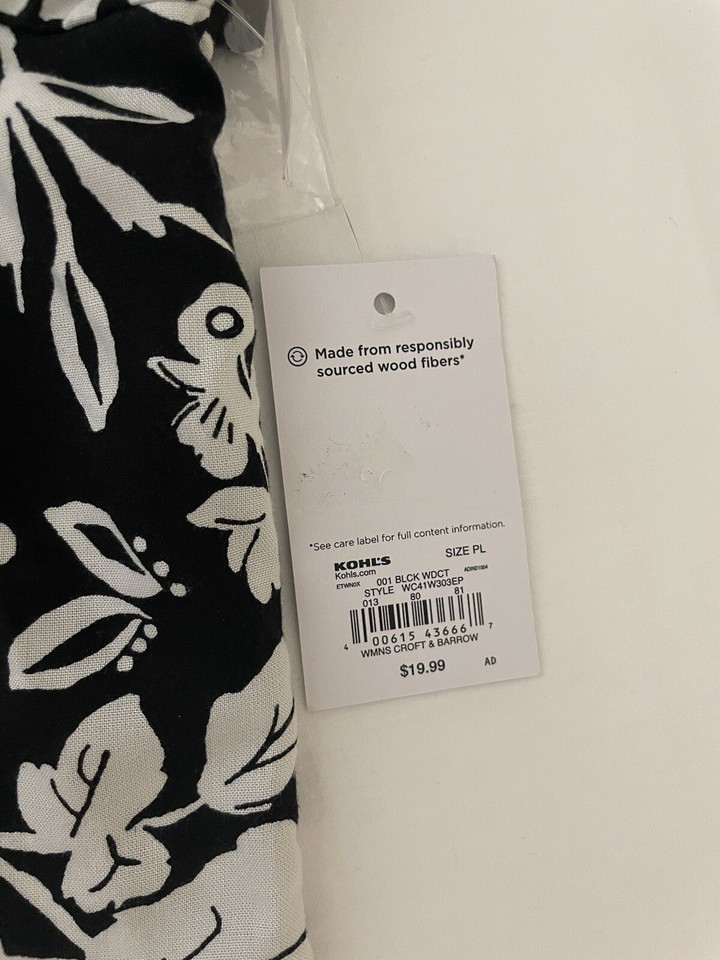 Made from responsibly
sourced wood fibers*
*See care label for full content information.
KOHL'S
SIZE PL
Kohls.com
ETWN0X 001 BLCK WDCT
STYLE WC41W303EP
013 80 81
4 00615 43666 7
WMNS CROFT & BARROW
$19.99 AD